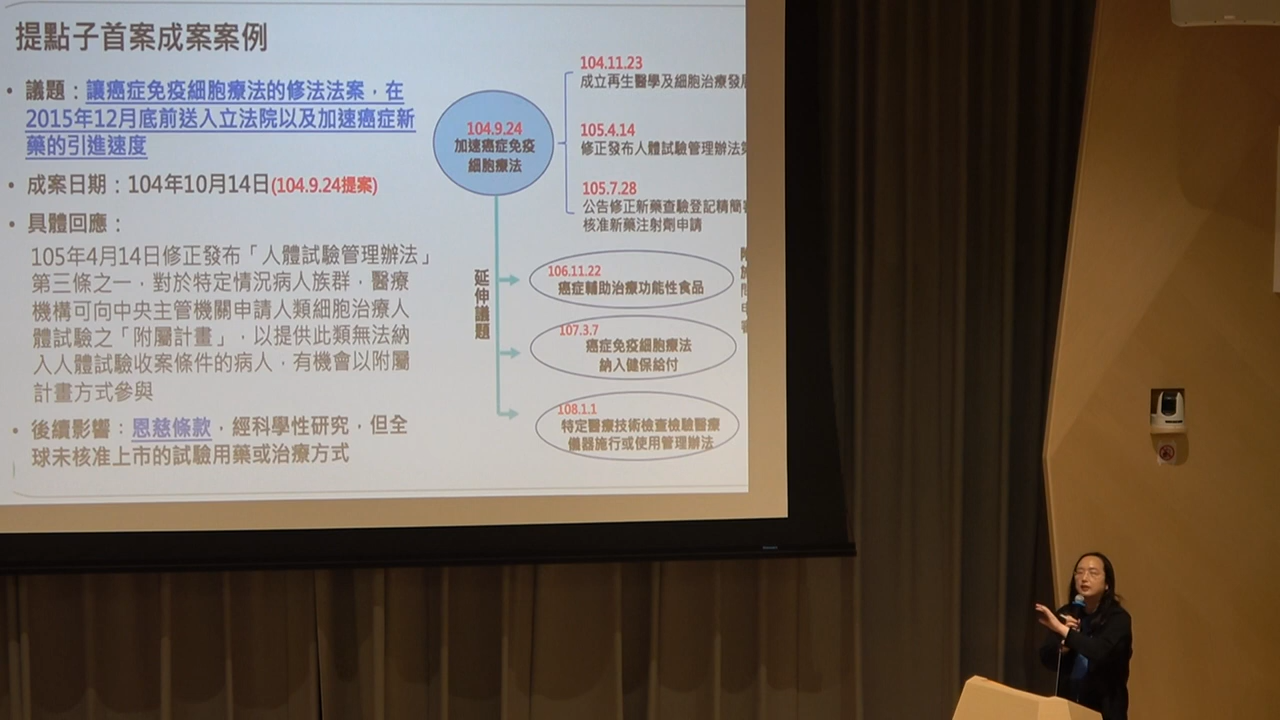 提點子首案成案案例
• 議題：讓癌症免疫細胞療法的修法法案，在
2015年12月底前送入立法院以及加速癌症新
藥的引進速度
• 成案日期：104年10月14日(104.9.24提案)
• 具體回應：
105年4月14日修正發布「人體試驗管理辦法」
第三條之一，對於特定情況病人族群，醫療
機構可向中央主管機關申請人類細胞治療人
體試驗之「附屬計畫」，以提供此類無法納
入人體試驗收案條件的病人，有機會以附屬
計畫方式參與
• 後續影響：恩慈條款，經科學性研究，但全
球未核准上市的試驗用藥或治療方式
104.9.24
加速癌症免疫
細胞療法
104.11.23
成立再生醫學及細胞治療發
105.4.14
修正發布人體試驗管理辦法
105.7.28
公告修正新藥查驗登記精簡
核准新藥注射劑申請
延伸議題
106.11.22
癌症輔助治療功能性食品
107.3.7
癌症免疫細胞療法
納入健保給付
108.1.1
特定醫療技術檢查檢驗醫療
儀器施行或使用管理辦法